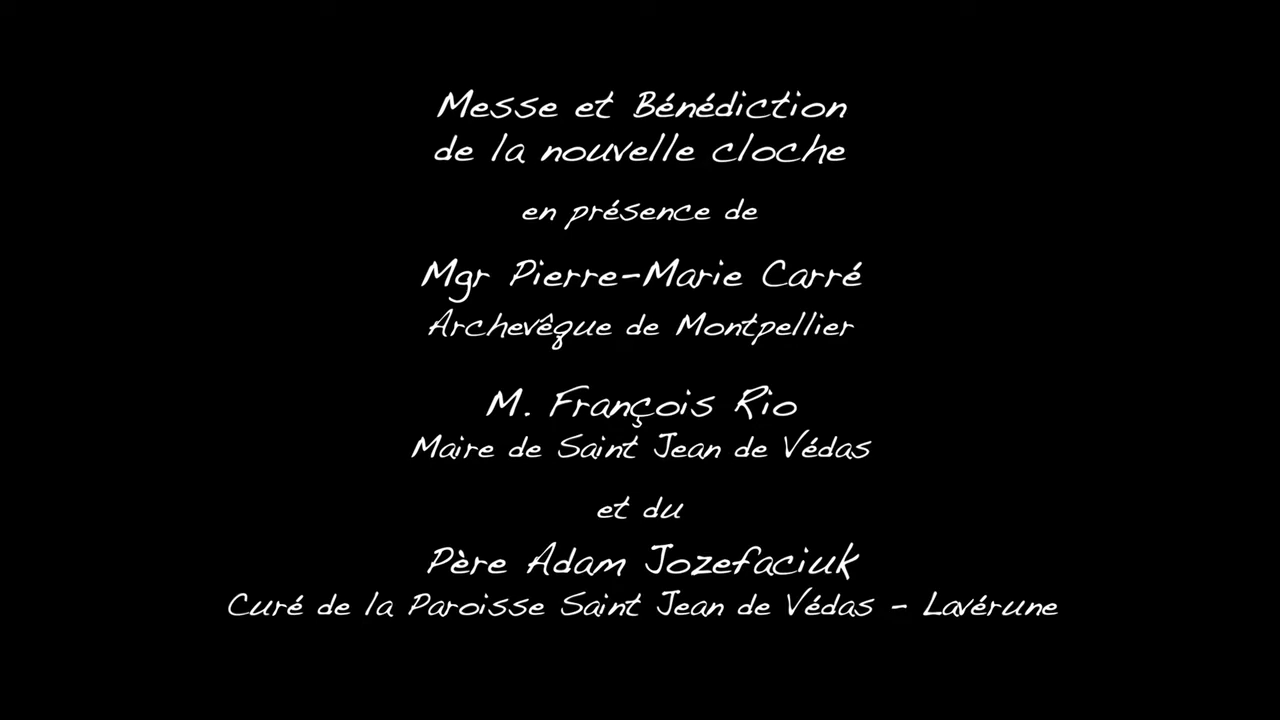 Messe et Bénédiction
de la nouvelle cloche
en présence de
Mgr Pierre-Marie Carré
Archevêque de Montpellier
M. François Rio
Maire de Saint Jean de Védas
et du
Père Adam Jozefaciuk
Curé de la Paroisse Saint Jean de Védas - Lavérune